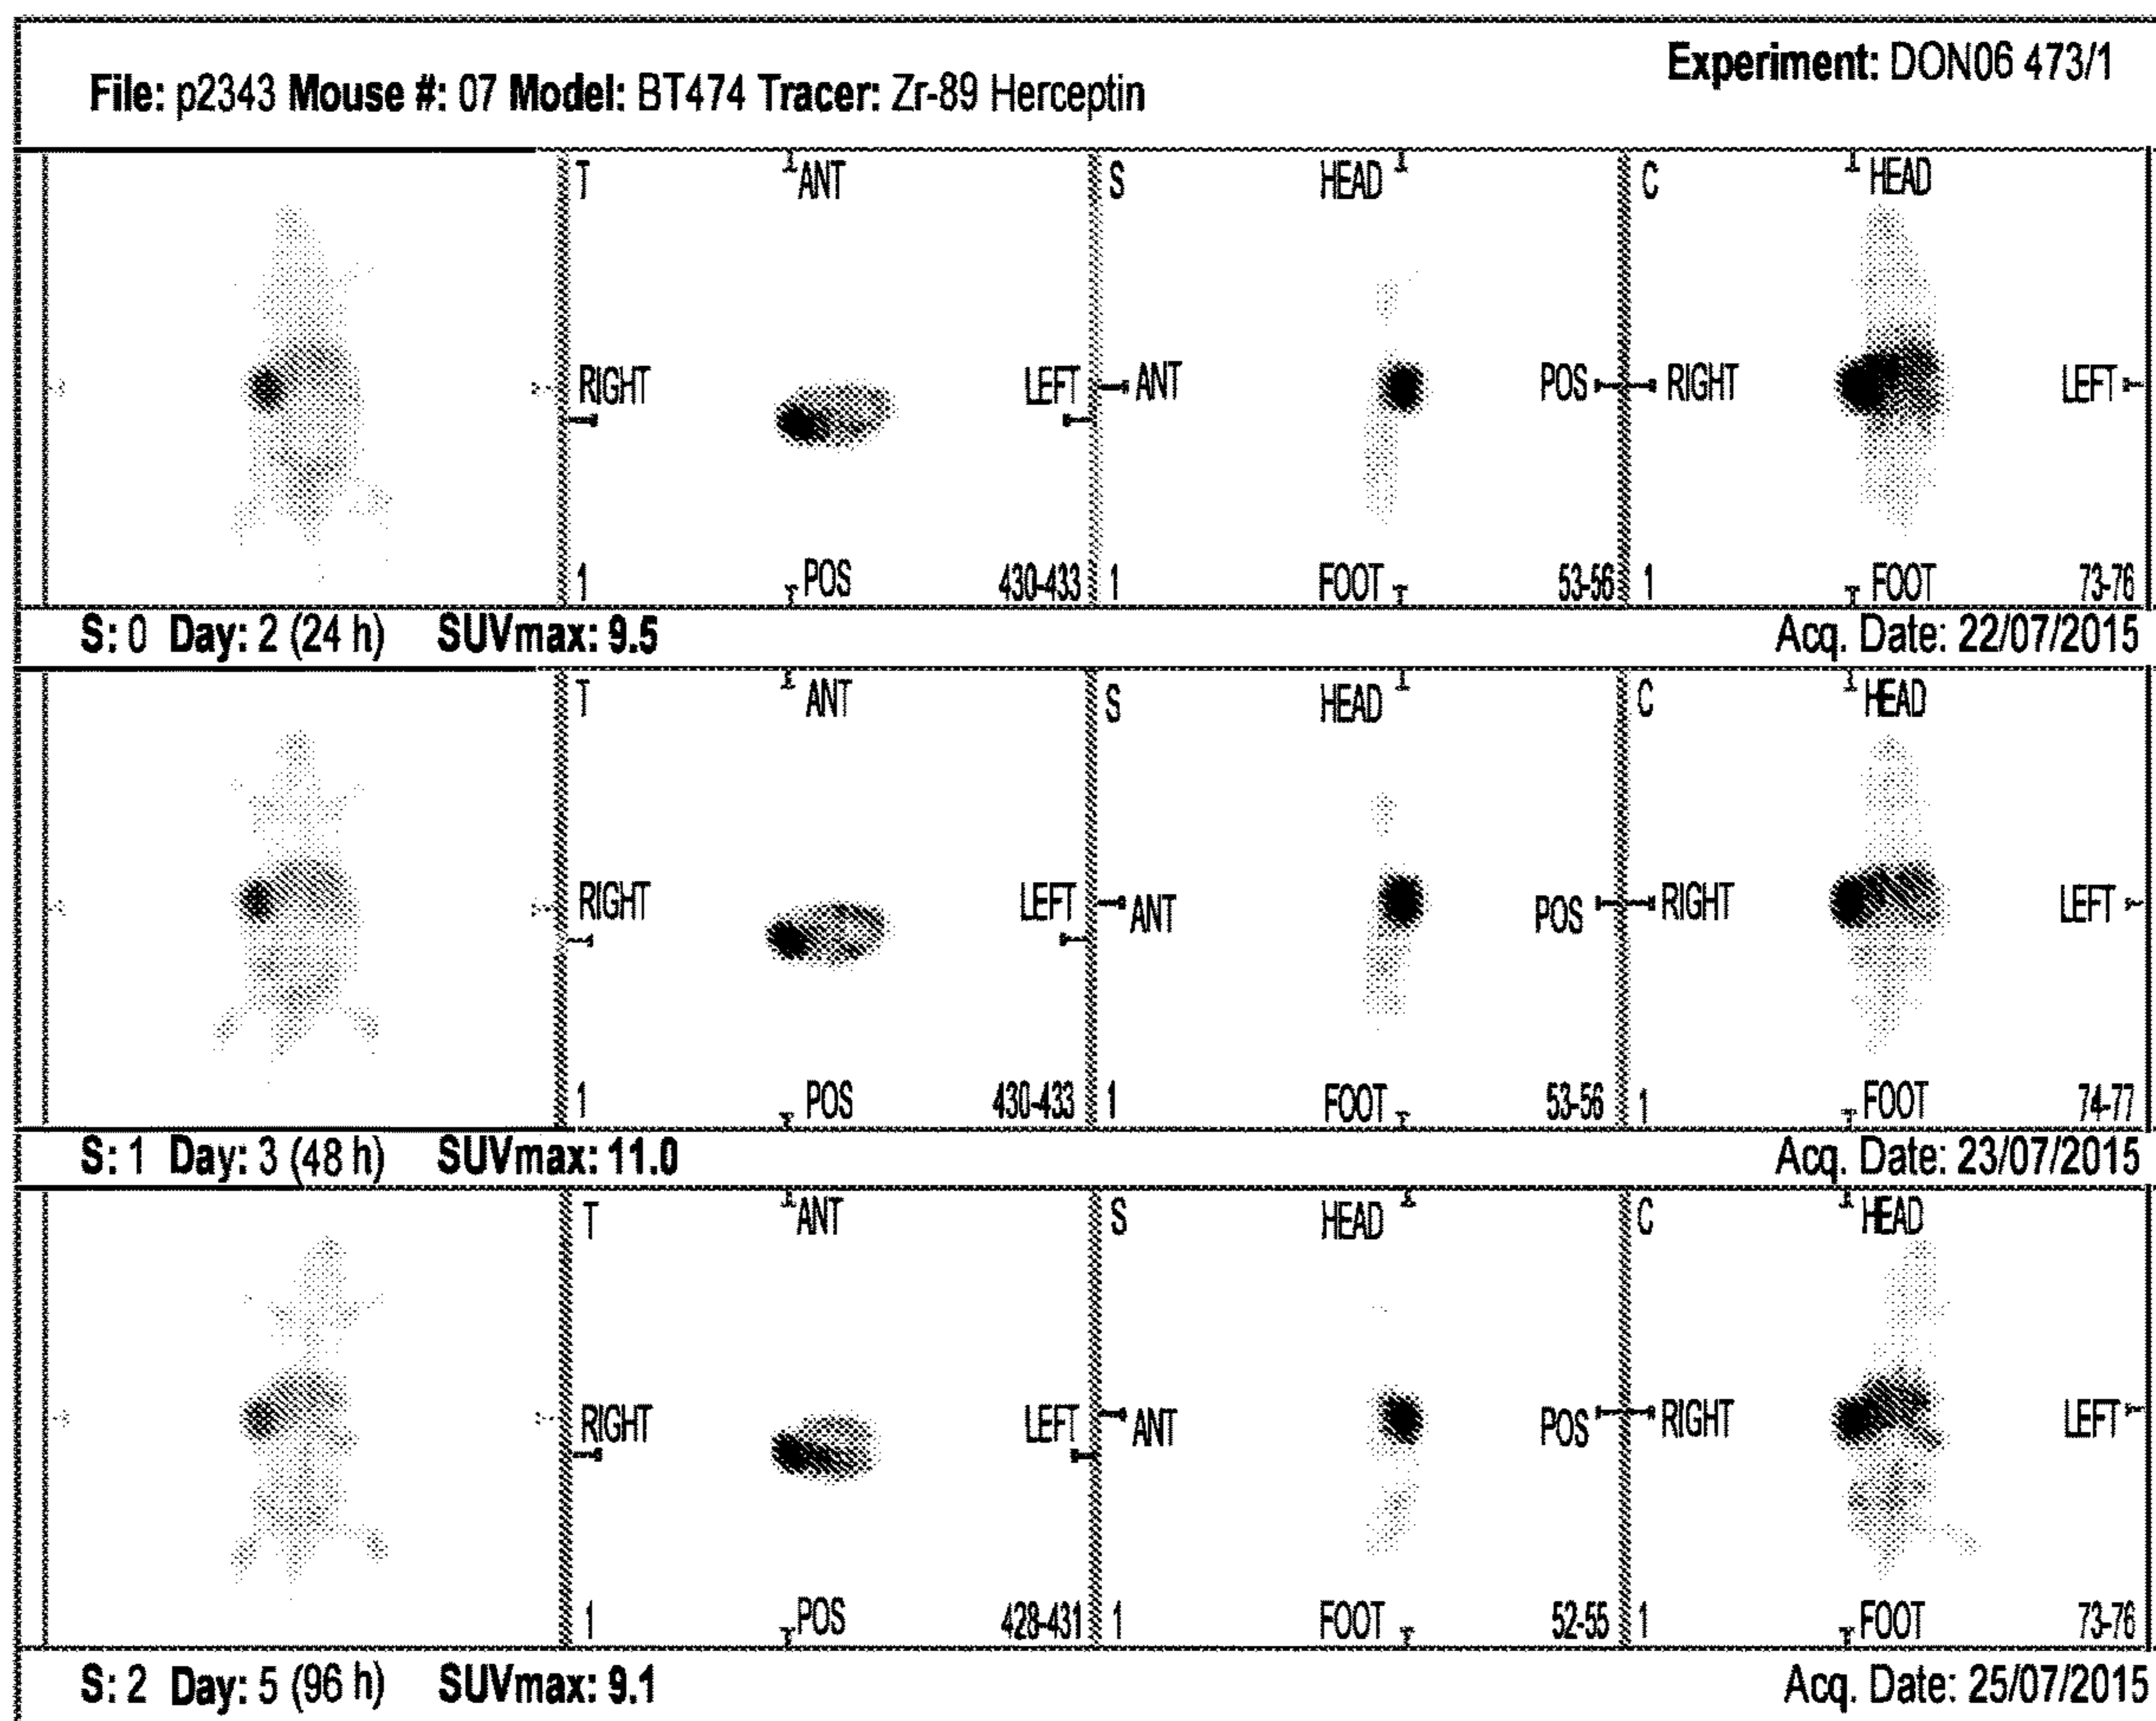 Experiment: DON06 473/1
File: p2343 Mouse #: 07 Model: BT474 Tracer: Zr-89 Herceptin
T ANT S HEAD C HEAD
RIGHT LEFT ANT POS RIGHT LEFT
1 POS 430-433 1 FOOT 53-56 1 FOOT 73-76
S: 0 Day: 2 (24 h) SUVmax: 9.5 Acq. Date: 22/07/2015
T ANT S HEAD C HEAD
RIGHT LEFT ANT POS RIGHT LEFT
1 POS 430-433 1 FOOT 53-56 1 FOOT 74-77
S: 1 Day: 3 (48 h) SUVmax: 11.0 Acq. Date: 23/07/2015
T ANT S HEAD C HEAD
RIGHT LEFT ANT POS RIGHT LEFT
1 POS 428-431 1 FOOT 52-55 1 FOOT 73-76
S: 2 Day: 5 (96 h) SUVmax: 9.1 Acq. Date: 25/07/2015